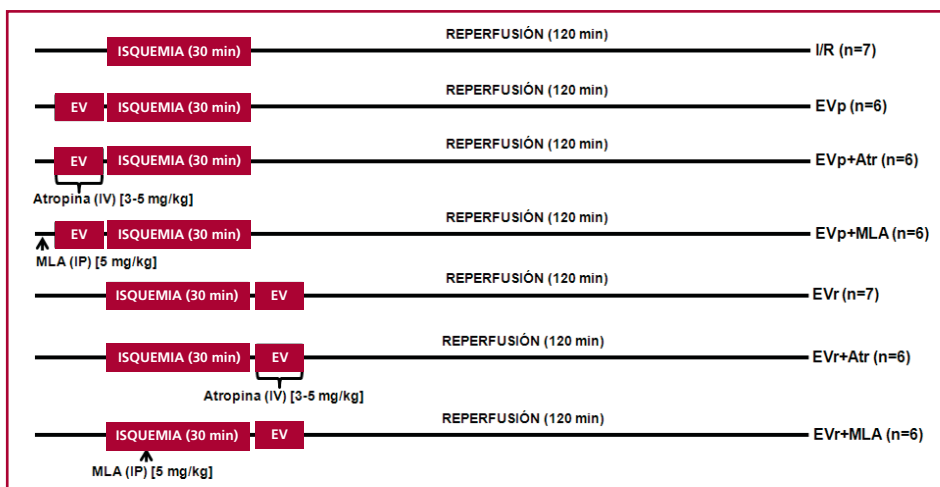 REPERFUSIÓN (120 min)
ISQUEMIA (30 min)
I/R (n=7)
REPERFUSIÓN (120 min)
EV ISQUEMIA (30 min)
EVp (n=6)
REPERFUSIÓN (120 min)
EV ISQUEMIA (30 min)
EVp+Atr (n=6)
Atropina (IV) [3-5 mg/kg]
REPERFUSIÓN (120 min)
EV ISQUEMIA (30 min)
EVp+MLA (n=6)
MLA (IP) [5 mg/kg]
REPERFUSIÓN (120 min)
ISQUEMIA (30 min) EV
EVr (n=7)
REPERFUSIÓN (120 min)
ISQUEMIA (30 min) EV
EVr+Atr (n=6)
Atropina (IV) [3-5 mg/kg]
REPERFUSIÓN (120 min)
ISQUEMIA (30 min) EV
EVr+MLA (n=6)
MLA (IP) [5 mg/kg]